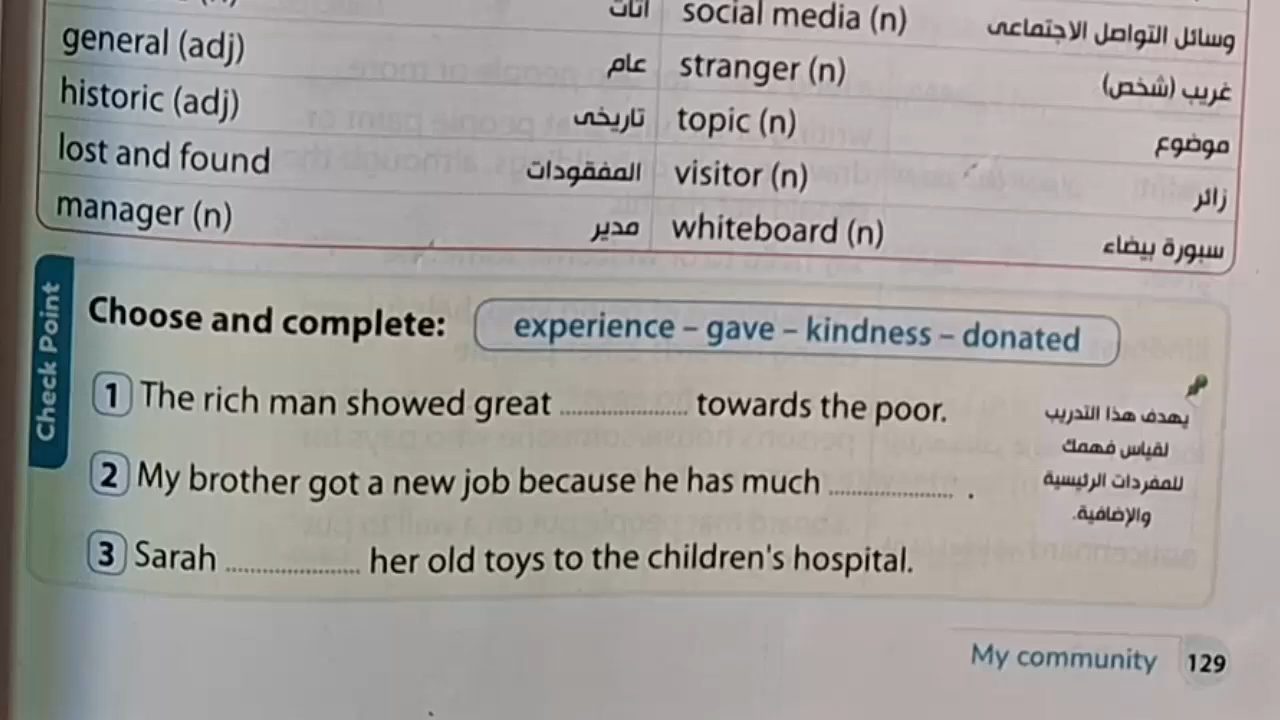 اثاث social media (n) وسائل التواصل الاجتماعى
general (adj) عام stranger (n) غريب (شخص)
historic (adj) تاريخى topic (n) موضوع
lost and found المفقودات visitor (n) زائر
manager (n) مدير whiteboard (n) سبورة بيضاء
Check Point
Choose and complete: experience – gave – kindness – donated
1 The rich man showed great .................... towards the poor.
2 My brother got a new job because he has much .................... .
3 Sarah .................... her old toys to the children's hospital.
يهدف هذا التدريب
لقياس فهمك
للمفردات الرئيسية
والإضافية.
My community 129